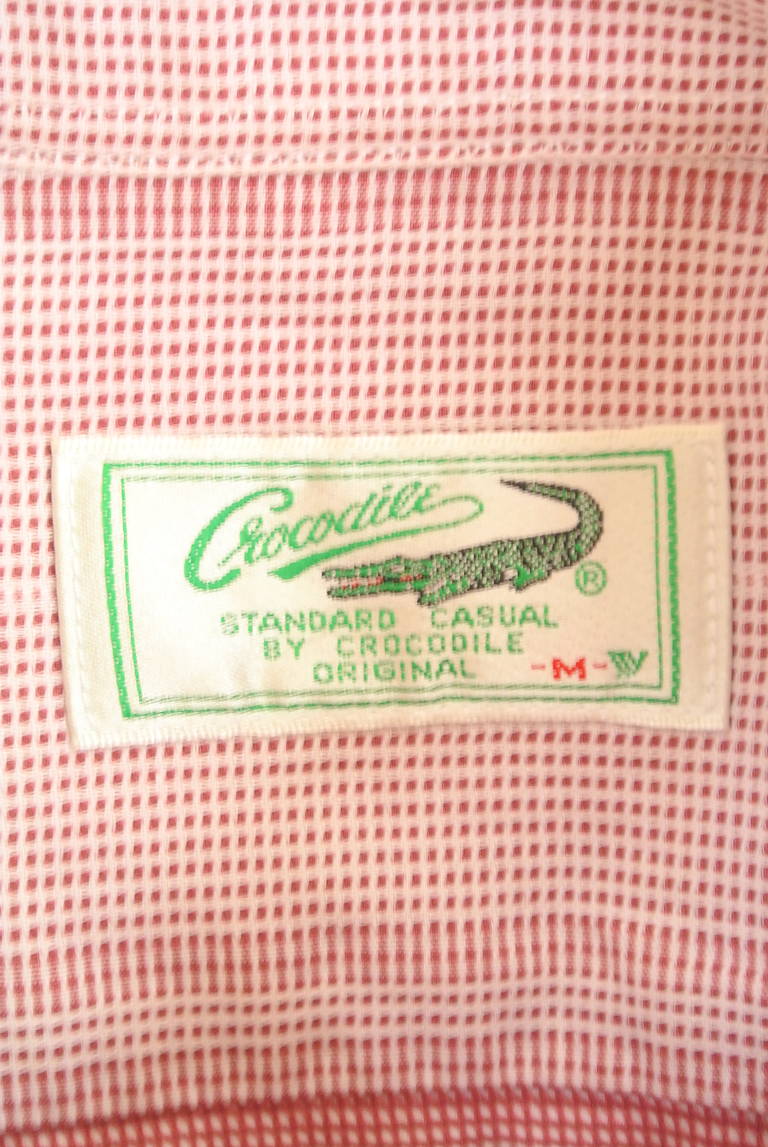 Crocodile
®
STANDARD CASUAL
BY CROCODILE
ORIGINAL
-M-